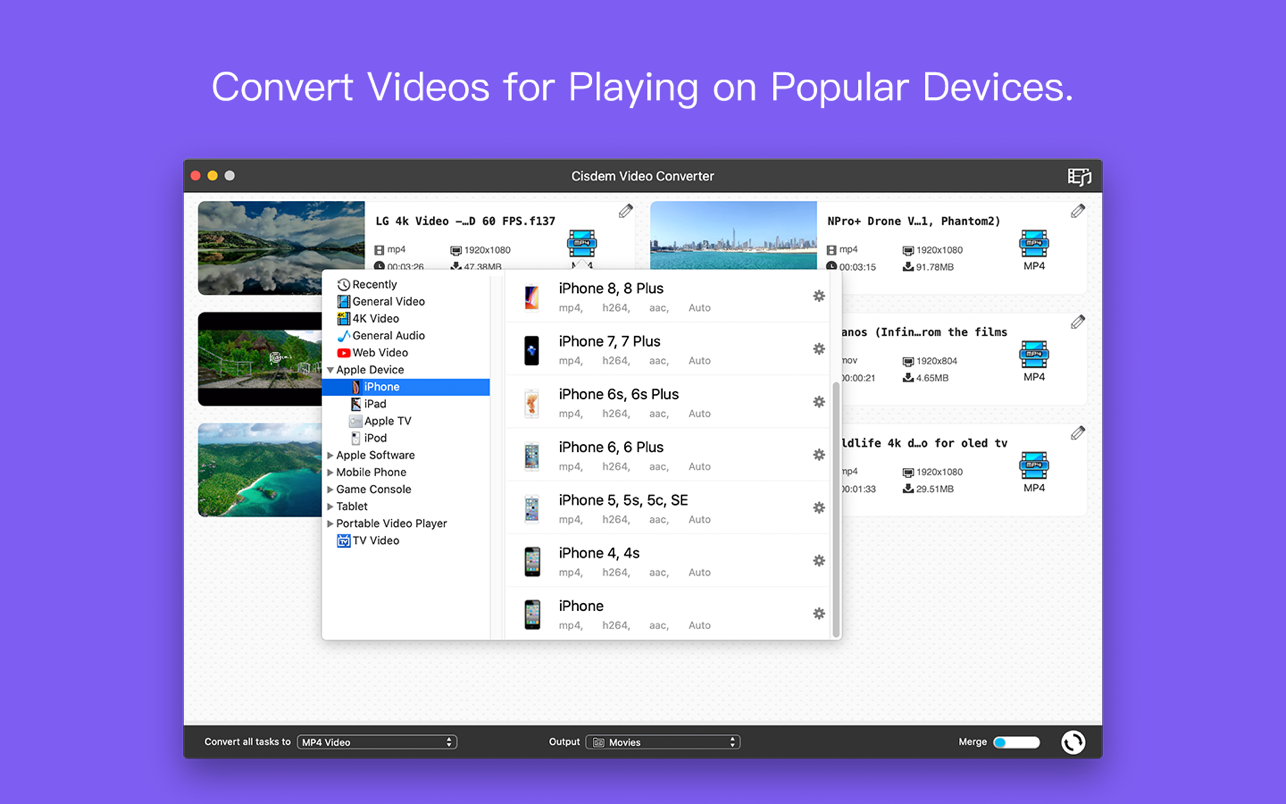 Convert Videos for Playing on Popular Devices.
Cisdem Video Converter
LG 4k Video -…D 60 FPS.f137
mp4 1920x1080
00:03:26 47.38MB
MP4
NPro+ Drone V…1, Phantom2)
mp4 1920x1080
00:03:15 91.78MB
MP4
Recently
General Video
4K Video
General Audio
Web Video
Apple Device
iPhone
iPad
Apple TV
iPod
Apple Software
Mobile Phone
Game Console
Tablet
Portable Video Player
TV Video
iPhone 8, 8 Plus
mp4, h264, aac, Auto
iPhone 7, 7 Plus
mp4, h264, aac, Auto
iPhone 6s, 6s Plus
mp4, h264, aac, Auto
iPhone 6, 6 Plus
mp4, h264, aac, Auto
iPhone 5, 5s, 5c, SE
mp4, h264, aac, Auto
iPhone 4, 4s
mp4, h264, aac, Auto
iPhone
mp4, h264, aac, Auto
anos (Infin…rom the films
mov 1920x804
00:00:21 4.65MB
MP4
ldlife 4k d…o for oled tv
mp4 1920x1080
00:01:33 29.51MB
MP4
Convert all tasks to MP4 Video
Output Movies
Merge